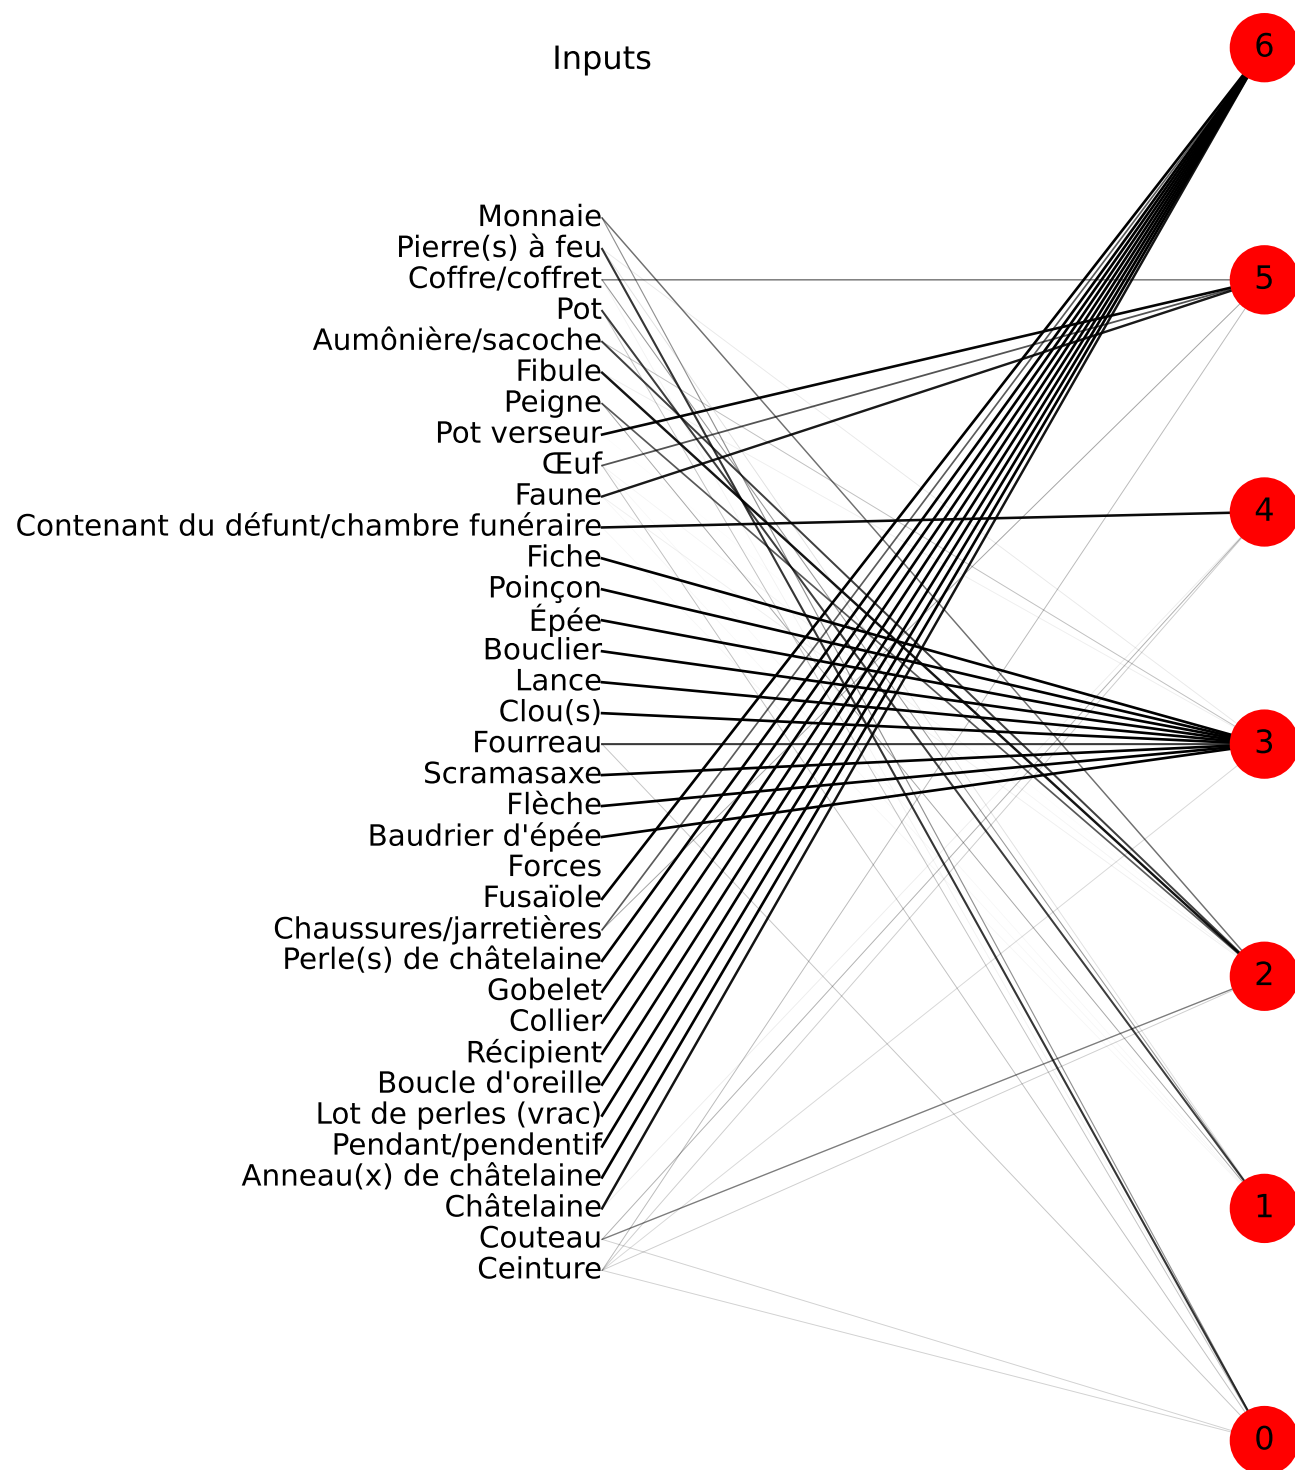 6
Inputs
Monnaie
Pierre(s) à feu
Coffre/coffret
5
Pot
Aumônière/sacoche
Fibule
Peigne
Pot verseur
Œuf
Faune
4
Contenant du défunt/chambre funéraire
Fiche
Poinçon
Épée
Bouclier
Lance
Clou(s)
Fourreau
3
Scramasaxe
Flèche
Baudrier d'épée
Forces
Fusaïole
Chaussures/jarretières
Perle(s) de châtelaine
2
Gobelet
Collier
Récipient
Boucle d'oreille
Lot de perles (vrac)
Pendant/pendentif
Anneau(x) de châtelaine
Châtelaine
1
Couteau
Ceinture
0